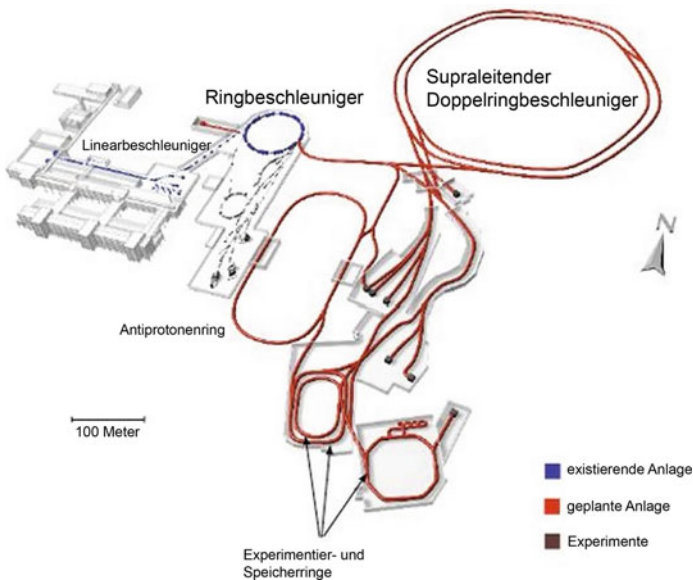 Supraleitender
Doppelringbeschleuniger
Ringbeschleuniger
Linearbeschleuniger
N
Antiprotonenring
100 Meter
existierende Anlage
geplante Anlage
Experimente
Experimentier- und
Speicherringe